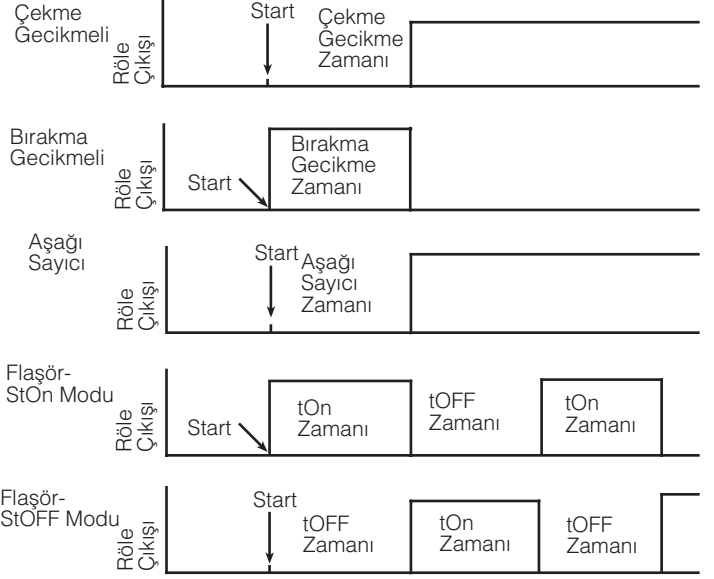 Çekme
Gecikmeli
Röle
Çıkışı
Start
Çekme
Gecikme
Zamanı
Bırakma
Gecikmeli
Röle
Çıkışı
Start
Bırakma
Gecikme
Zamanı
Aşağı
Sayıcı
Röle
Çıkışı
Start
Aşağı
Sayıcı
Zamanı
Flaşör-
StOn Modu
Röle
Çıkışı
Start
tOn
Zamanı
tOFF
Zamanı
tOn
Zamanı
Flaşör-
StOFF Modu
Röle
Çıkışı
Start
tOFF
Zamanı
tOn
Zamanı
tOFF
Zamanı